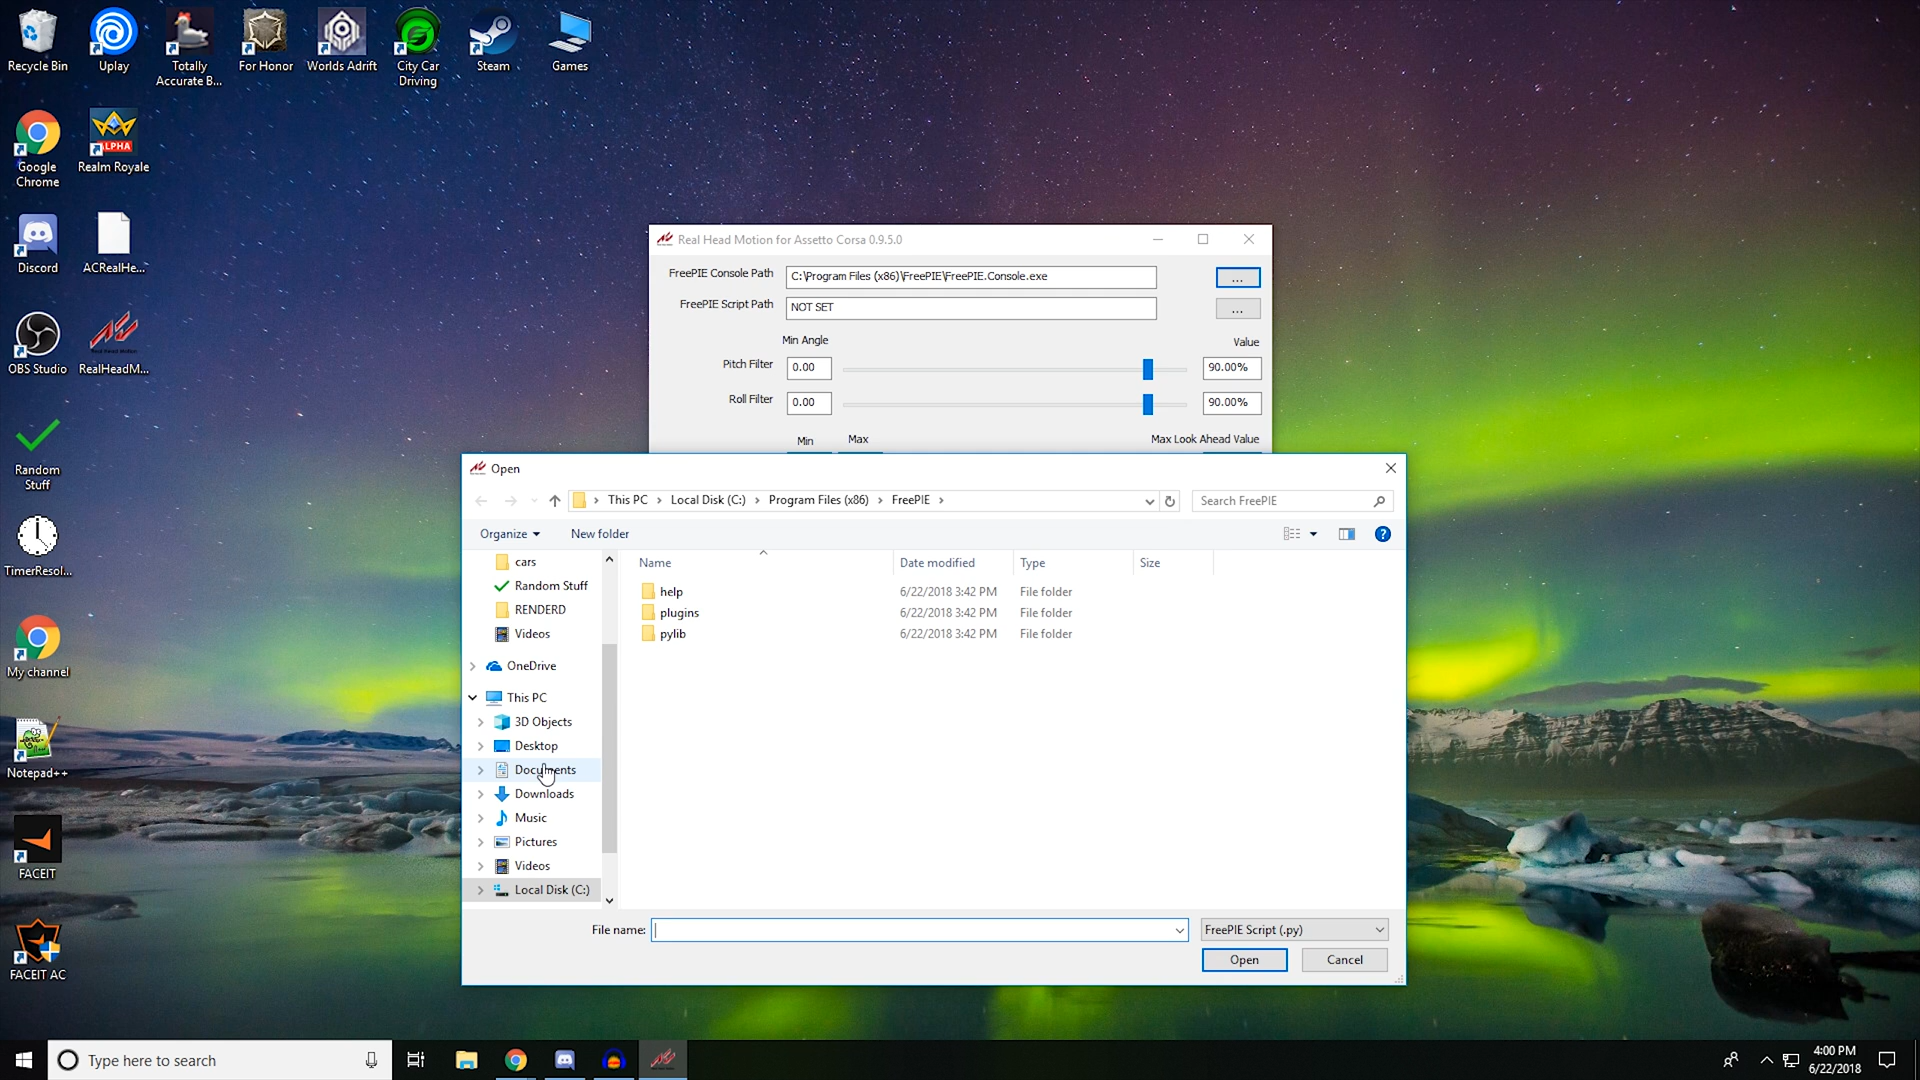 Recycle Bin
Uplay
Totally
Accurate B...
For Honor
Worlds Adrift
City Car
Driving
Steam
Games
Google
Chrome
ALPHA
Realm Royale
Discord
ACRealHe...
OBS Studio
Real Head Motion
RealHeadM...
Random
Stuff
TimerResol...
My channel
Notepad++
FACEIT
FACEIT AC
Real Head Motion for Assetto Corsa 0.9.5.0
FreePIE Console Path
C:\Program Files (x86)\FreePIE\FreePIE.Console.exe
...
FreePIE Script Path
NOT SET
...
Min Angle
Value
Pitch Filter
0.00
90.00%
Roll Filter
0.00
90.00%
Min
Max
Max Look Ahead Value
Open
This PC
Local Disk (C:)
Program Files (x86)
FreePIE
Search FreePIE
Organize
New folder
?
cars
Random Stuff
RENDERD
Videos
OneDrive
This PC
3D Objects
Desktop
Documents
Downloads
Music
Pictures
Videos
Local Disk (C:)
Name
Date modified
Type
Size
help
6/22/2018 3:42 PM
File folder
plugins
6/22/2018 3:42 PM
File folder
pylib
6/22/2018 3:42 PM
File folder
File name:
FreePIE Script (.py)
Open
Cancel
Type here to search
4:00 PM
6/22/2018